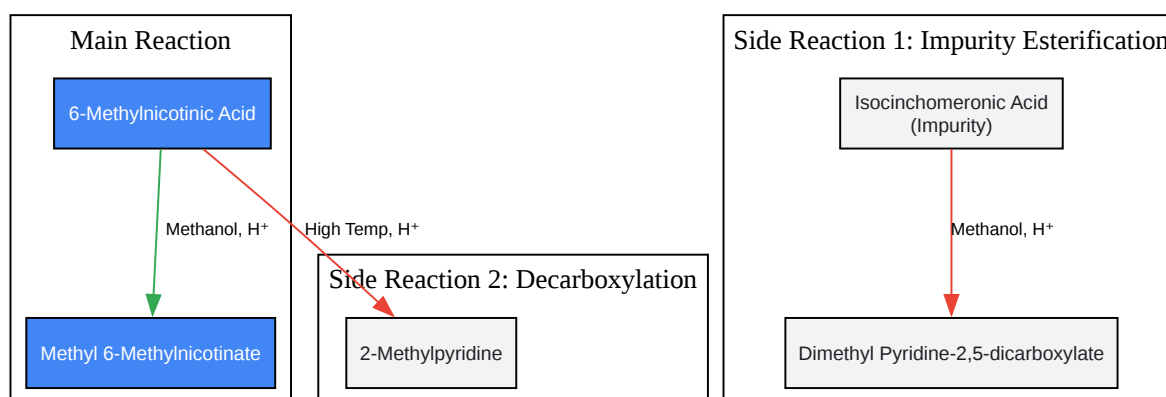 Main Reaction
6-Methylnicotinic Acid
Methanol, H⁺
Methyl 6-Methylnicotinate
High Temp, H⁺
Side Reaction 2: Decarboxylation
2-Methylpyridine
Side Reaction 1: Impurity Esterification
Isocinchomeronic Acid
(Impurity)
Methanol, H⁺
Dimethyl Pyridine-2,5-dicarboxylate